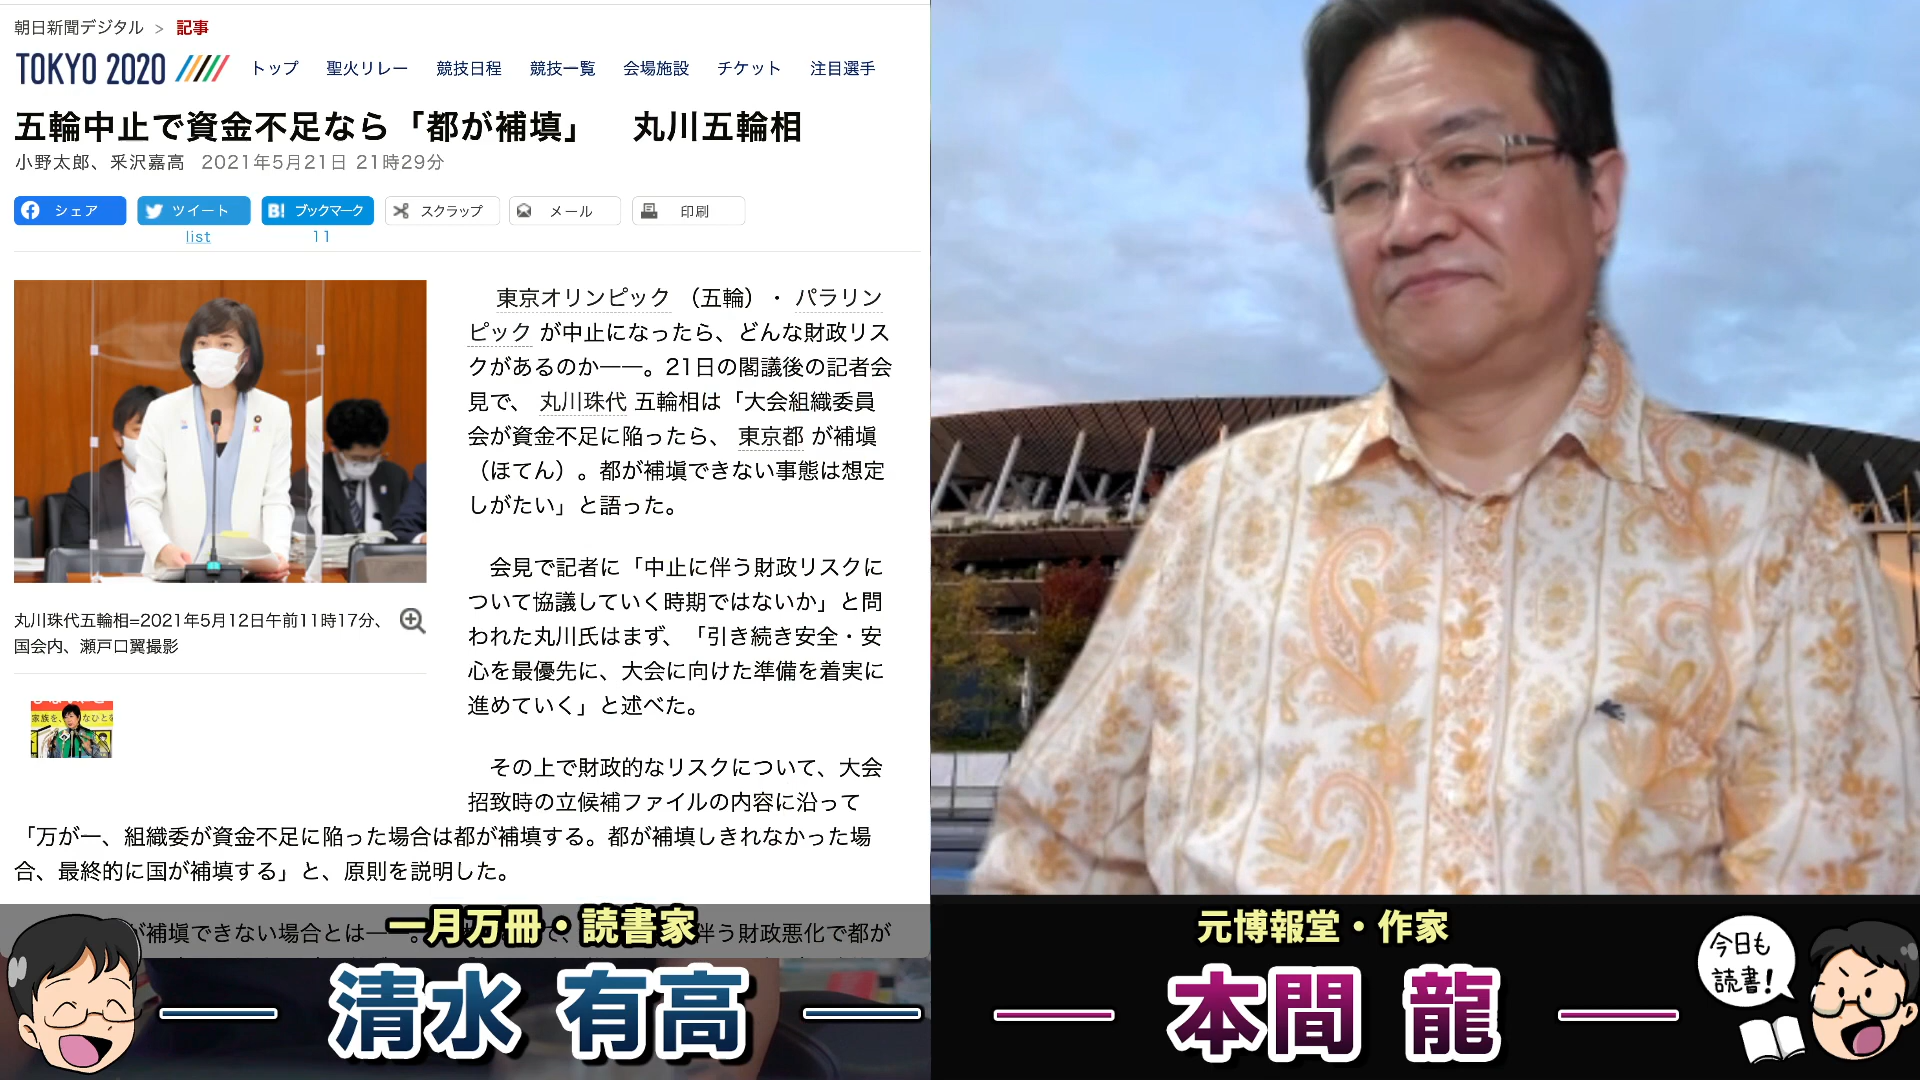 朝日新聞デジタル > 記事
TOKYO 2020 トップ 聖火リレー 競技日程 競技一覧 会場施設 チケット 注目選手
五輪中止で資金不足なら「都が補填」 丸川五輪相
小野太郎、釆沢嘉高 2021年5月21日 21時29分
シェア ツイート B! ブックマーク スクラップ メール 印刷
list 11
東京オリンピック (五輪)・ パラリン
ピック が中止になったら、どんな財政リス
クがあるのか――。21日の閣議後の記者会
見で、 丸川珠代 五輪相は「大会組織委員
会が資金不足に陥ったら、 東京都 が補塡
(ほてん)。都が補塡できない事態は想定
しがたい」と語った。
会見で記者に「中止に伴う財政リスクに
ついて協議していく時期ではないか」と問
われた丸川氏はまず、「引き続き安全・安
心を最優先に、大会に向けた準備を着実に
進めていく」と述べた。
その上で財政的なリスクについて、大会
招致時の立候補ファイルの内容に沿って
「万が一、組織委が資金不足に陥った場合は都が補填する。都が補填しきれなかった場
合、最終的に国が補填する」と、原則を説明した。
丸川珠代五輪相=2021年5月12日午前11時17分、
国会内、瀬戸口翼撮影
が補塡できない場合とは―
伴う財政悪化で都が
一月万冊・読書家
清水 有高
元博報堂・作家
本間 龍
今日も
読書!